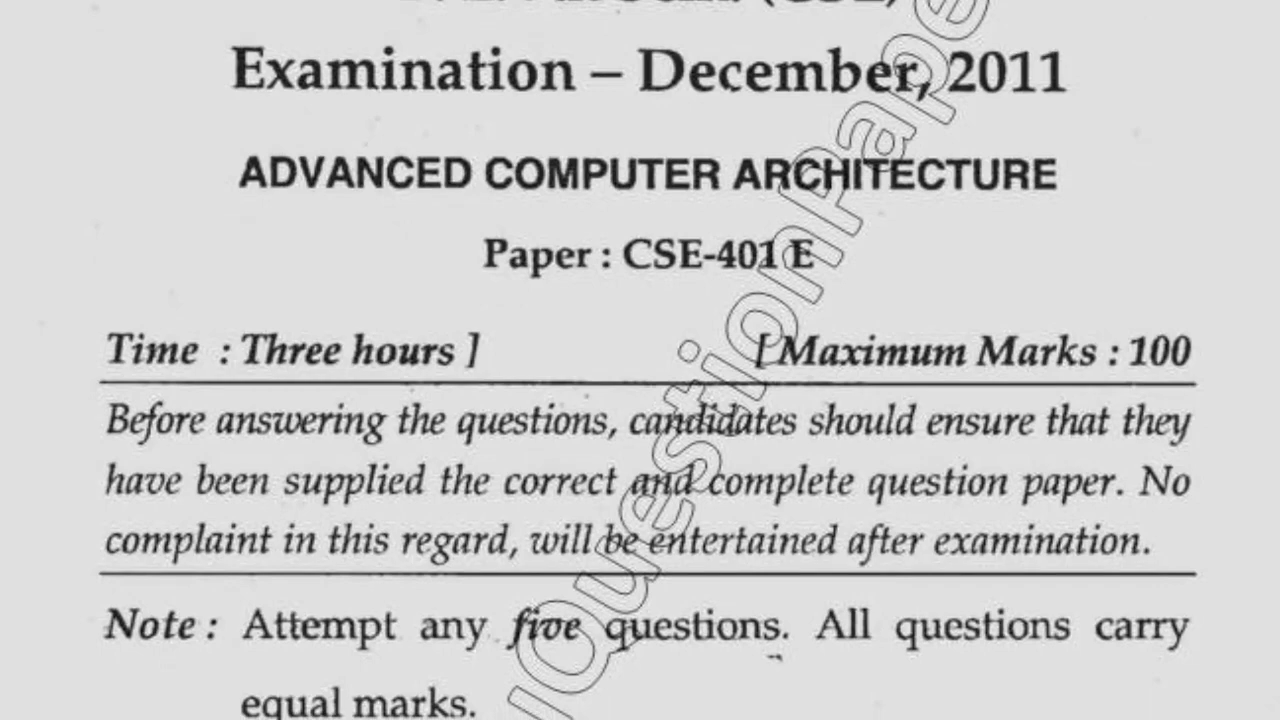 Examination – December, 2011
ADVANCED COMPUTER ARCHITECTURE
Paper : CSE-401 E
Time : Three hours ] [ Maximum Marks : 100
Before answering the questions, candidates should ensure that they
have been supplied the correct and complete question paper. No
complaint in this regard, will be entertained after examination.
Note : Attempt any five questions. All questions carry
equal marks.
QuestionPape